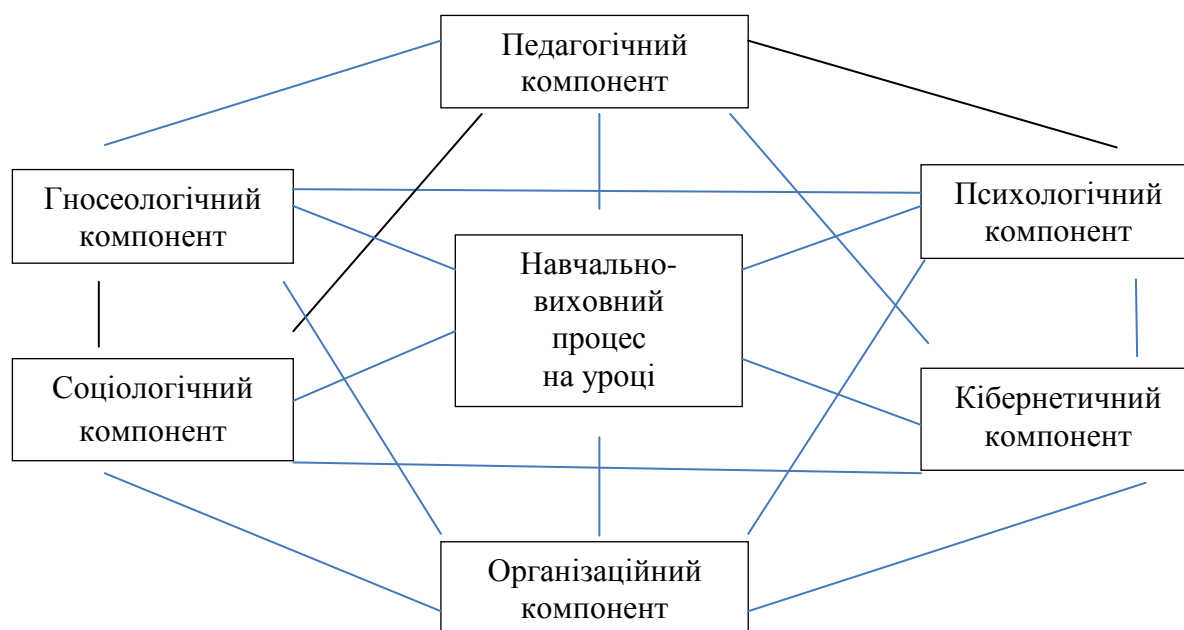 Педагогічний
компонент
Гносеологічний
компонент
Психологічний
компонент
Навчально-
виховний
процес
на уроці
Соціологічний
компонент
Кібернетичний
компонент
Організаційний
компонент